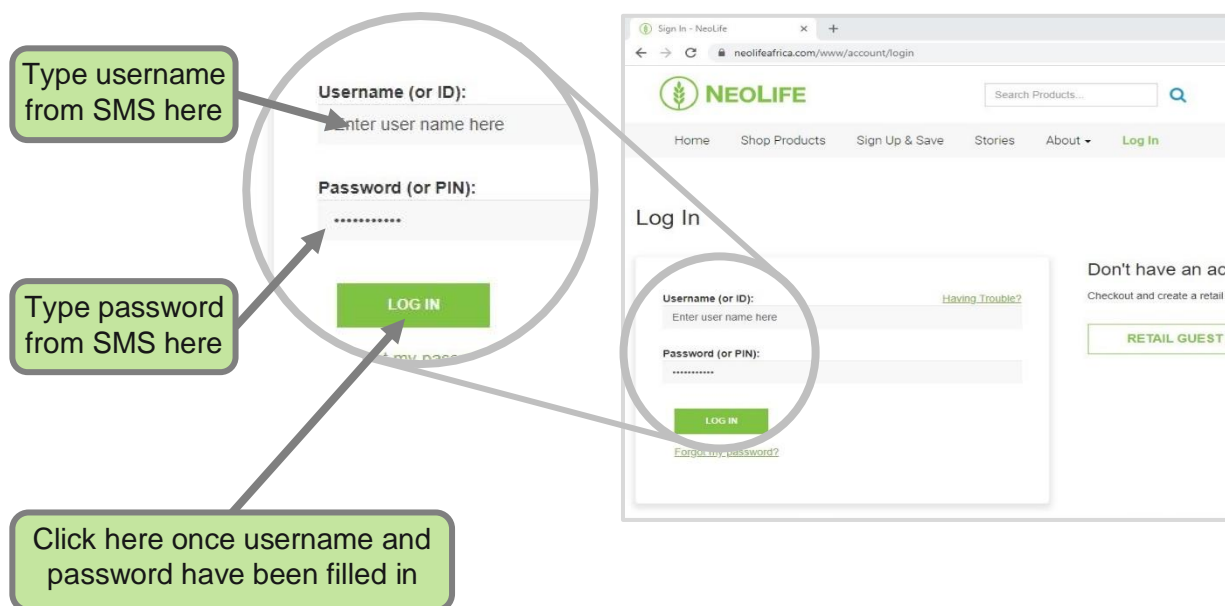 Type username
from SMS here
Username (or ID):
Enter user name here
Password (or PIN):
•••••••••••
LOG IN
Type password
from SMS here
Click here once username and
password have been filled in
Sign In - NeoLife
neolifeafrica.com/www/account/login
NEOLIFE
Search Products...
Home Shop Products Sign Up & Save Stories About Log In
Log In
Username (or ID): Having Trouble?
Enter user name here
Password (or PIN):
•••••••••••
LOG IN
Forgot my password?
Don't have an ac
Checkout and create a retail
RETAIL GUEST